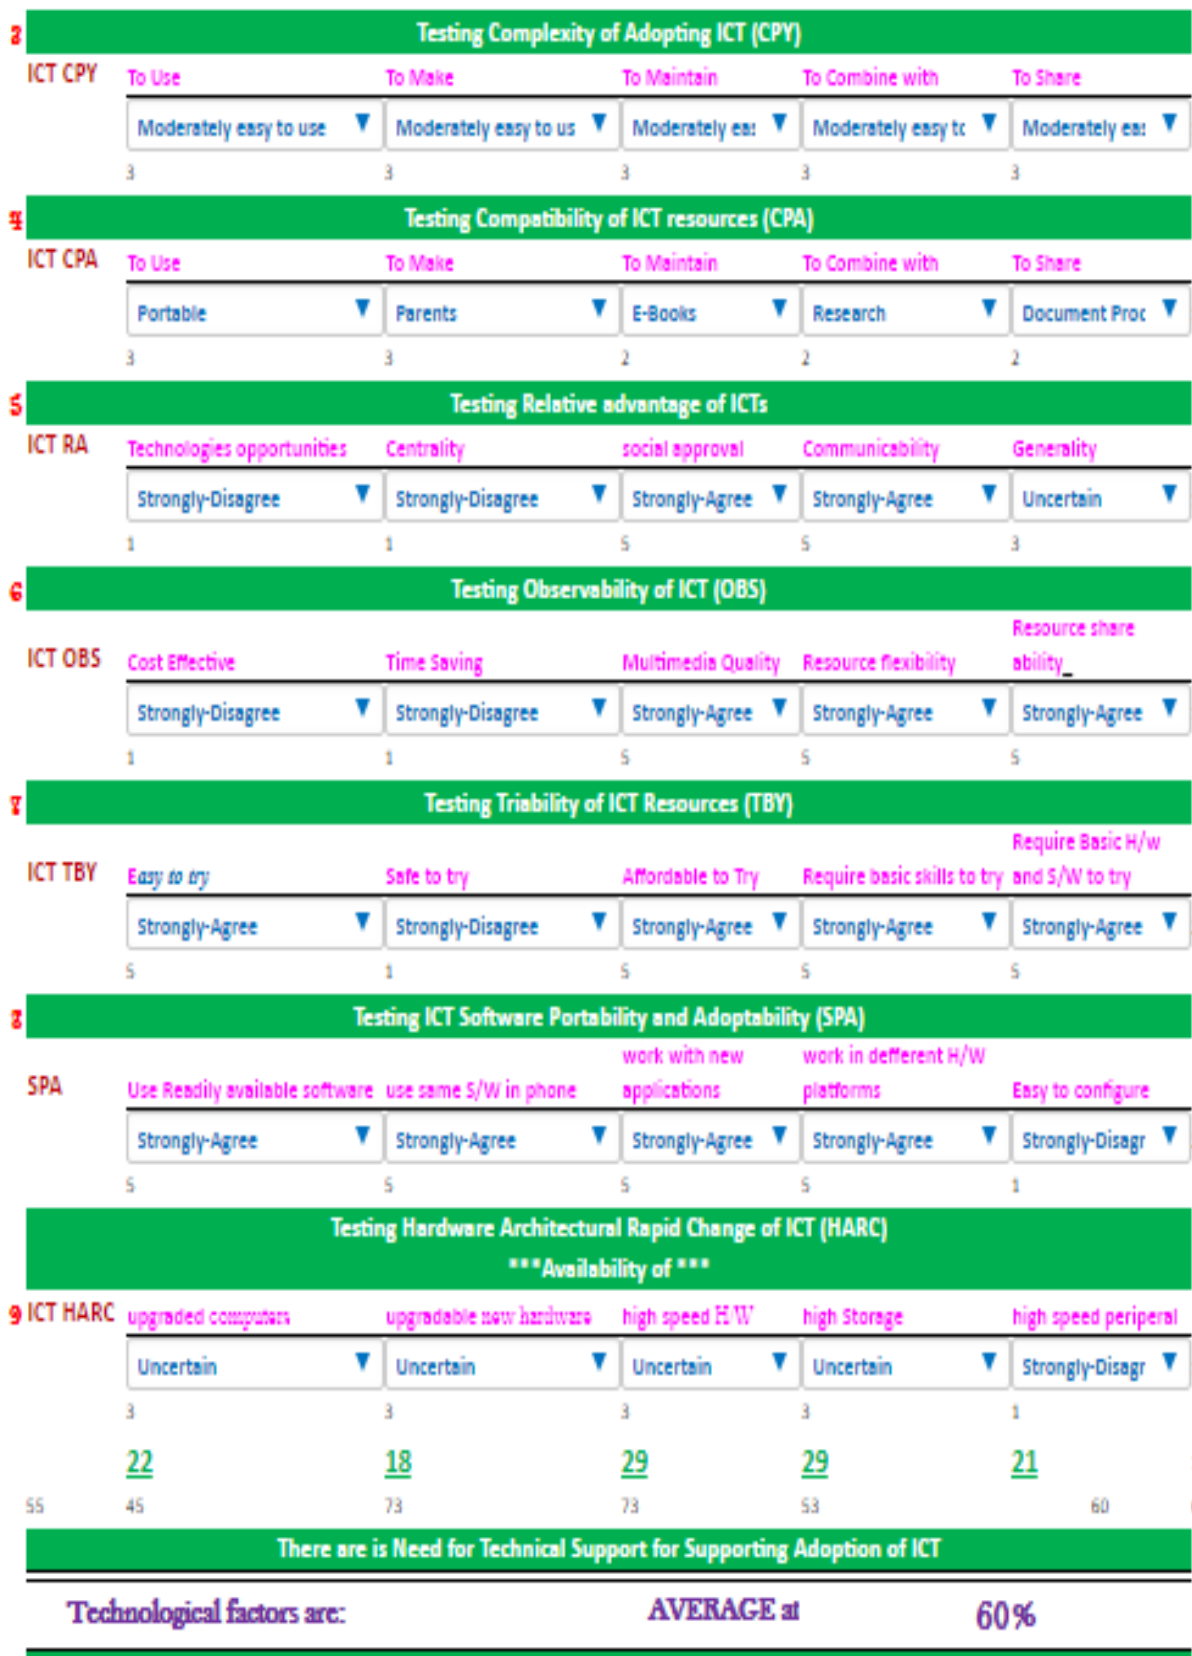 Testing Complexity of Adopting ICT (CPY)
ICT CPY To Use To Make To Maintain To Combine with To Share
Moderately easy to use Moderately easy to us Moderately eas Moderately easy to Moderately eas
3 3 3 3 3
4 Testing Compatibility of ICT resources (CPA)
ICT CPA To Use To Make To Maintain To Combine with To Share
Portable Parents E-Books Research Document Proc
3 3 2 2 2
5 Testing Relative advantage of ICTs
ICT RA Technologies opportunities Centrality social approval Communicability Generality
Strongly-Disagree Strongly-Disagree Strongly-Agree Strongly-Agree Uncertain
1 1 5 5 3
6 Testing Observability of ICT (OBS)
Resource share
ICT OBS Cost Effective Time Saving Multimedia Quality Resource flexibility ability_
Strongly-Disagree Strongly-Disagree Strongly-Agree Strongly-Agree Strongly-Agree
1 1 5 5 5
Testing Triability of ICT Resources (TBY)
Require Basic H/w
ICT TBY Easy to try Safe to try Affordable to Try Require basic skills to try and S/W to try
Strongly-Agree Strongly-Disagree Strongly-Agree Strongly-Agree Strongly-Agree
5 1 5 5 5
Testing ICT Software Portability and Adoptability (SPA)
work with new work in defferent H/W
SPA Use Readily available software use same S/W in phone applications platforms Easy to configure
Strongly-Agree Strongly-Agree Strongly-Agree Strongly-Agree Strongly-Disagr
5 5 5 5 1
Testing Hardware Architectural Rapid Change of ICT (HARC)
***Availability of ***
9 ICT HARC upgraded computers upgradable new hardware high speed H/W high Storage high speed periperal
Uncertain Uncertain Uncertain Uncertain Strongly-Disagr
3 3 3 3 1
22 18 29 29 21
55 45 73 73 53 60
There are is Need for Technical Support for Supporting Adoption of ICT
Technological factors are: AVERAGE at 60%